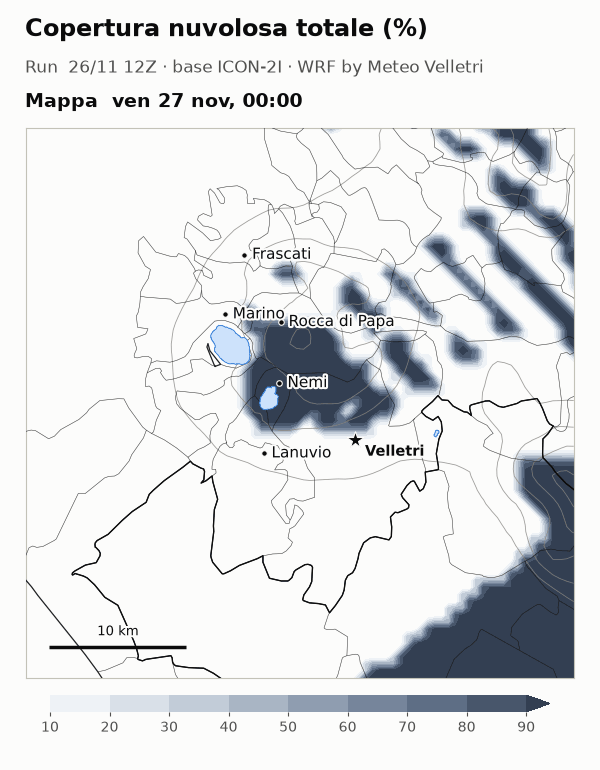 Copertura nuvolosa totale (%)
Run  26/11 12Z · base ICON-2I · WRF by Meteo Velletri
Mappa  ven 27 nov, 00:00
Frascati
Marino
Rocca di Papa
Nemi
Velletri
Lanuvio
10 km
10 20 30 40 50 60 70 80 90